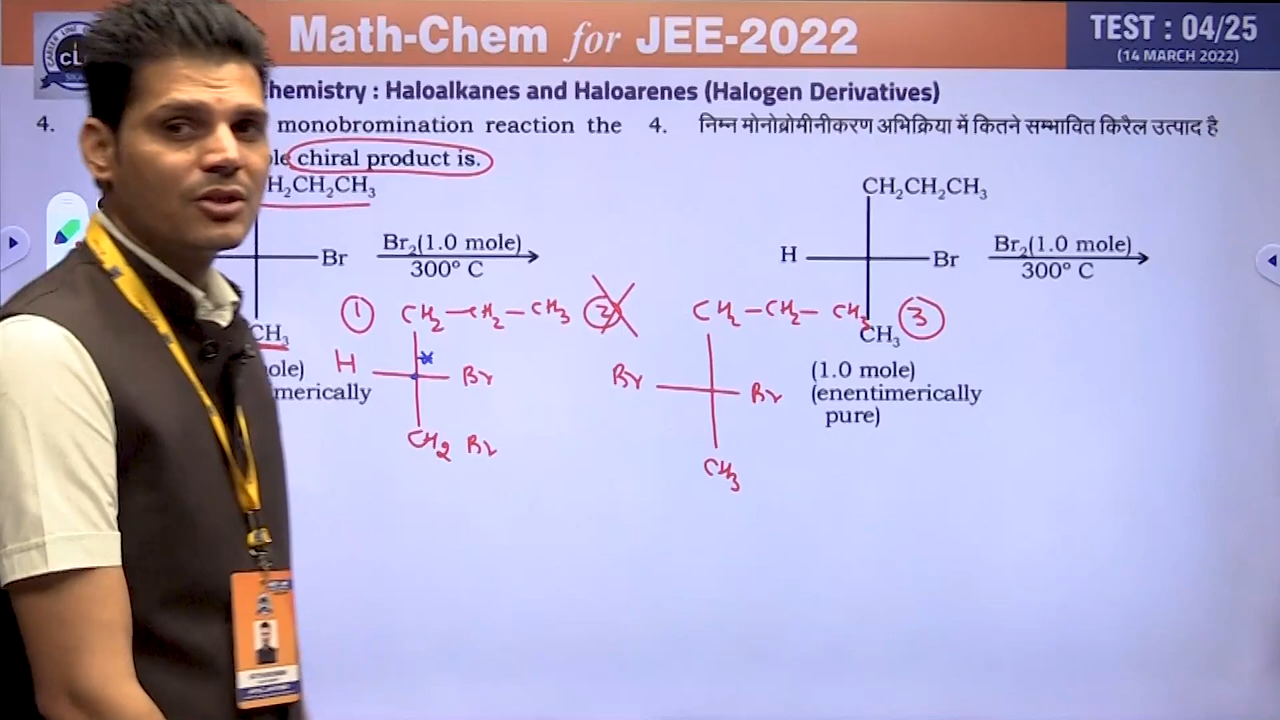 Math-Chem for JEE-2022
TEST : 04/25
(14 MARCH 2022)
cL
hemistry : Haloalkanes and Haloarenes (Halogen Derivatives)
4. monobromination reaction the
le chiral product is.
H₂CH₂CH₃
Br
Br₂(1.0 mole)
300° C
CH₃
ole)
merically
4. निम्न मोनोब्रोमीनीकरण अभिक्रिया में कितने सम्भावित किरैल उत्पाद है
CH₂CH₂CH₃
H Br
Br₂(1.0 mole)
300° C
CH₃
(1.0 mole)
(enentimerically
pure)
① CH₂-CH₂-CH₃
H * Br
CH₂ Br
② CH₂-CH₂-CH₃
Br Br
CH₃
③